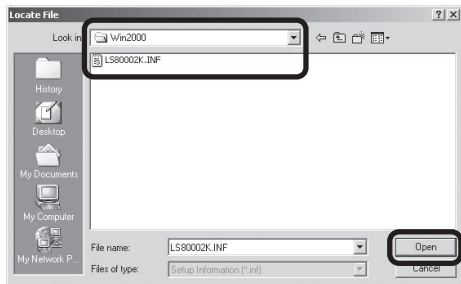 Locate File
Look in
Win2000
LS80002K.INF
History
Desktop
My Documents
My Computer
My Network P...
File name:
LS80002K.INF
Open
Files of type:
Setup Information (*.inf)
Cancel